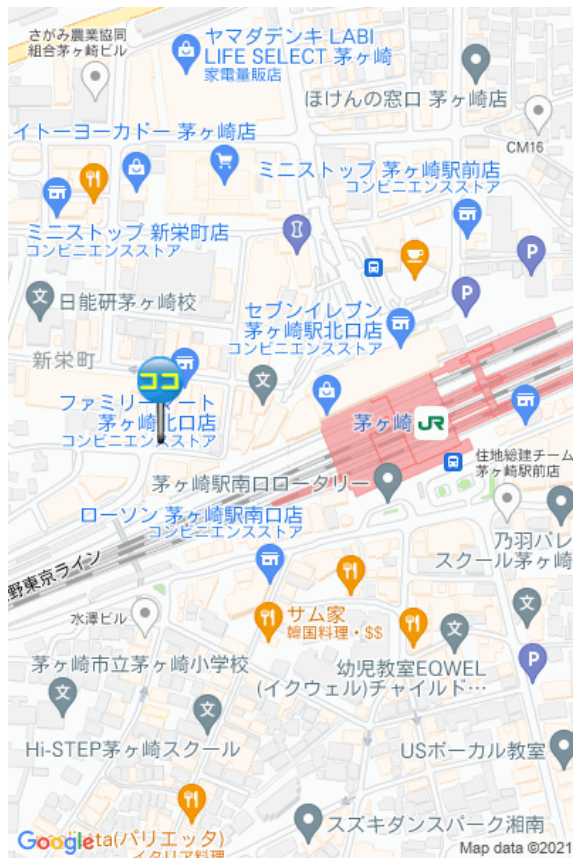 さがみ農業協同
組合茅ヶ崎ビル
ヤマダデンキ LABI
LIFE SELECT 茅ヶ崎
家電量販店
ほけんの窓口 茅ヶ崎店
CM16
イトーヨーカドー 茅ヶ崎店
ミニストップ 茅ヶ崎駅前店
コンビニエンスストア
ミニストップ 新栄町店
コンビニエンスストア
P
文
日能研茅ヶ崎校
P
セブンイレブン
茅ヶ崎駅北口店
コンビニエンスストア
新栄町
ココ
文
ファミリーマート
茅ヶ崎北口店
コンビニエンスストア
茅ヶ崎
JR
住地総建チーム
茅ヶ崎駅前店
茅ヶ崎駅南口ロータリー
ローソン 茅ヶ崎駅南口店
コンビニエンスストア
乃羽バレ
スクール茅ヶ崎
野東京ライン
水澤ビル
サム家
韓国料理・$$
文
文
P
茅ヶ崎市立茅ヶ崎小学校
幼児教室EQWEL
(イクウェル)チャイルド…
文
文
Hi-STEP茅ヶ崎スクール
USボーカル教室
スズキダンスパーク湘南
Google
ta(パリエッタ)
イタリア料理
Map data ©2021